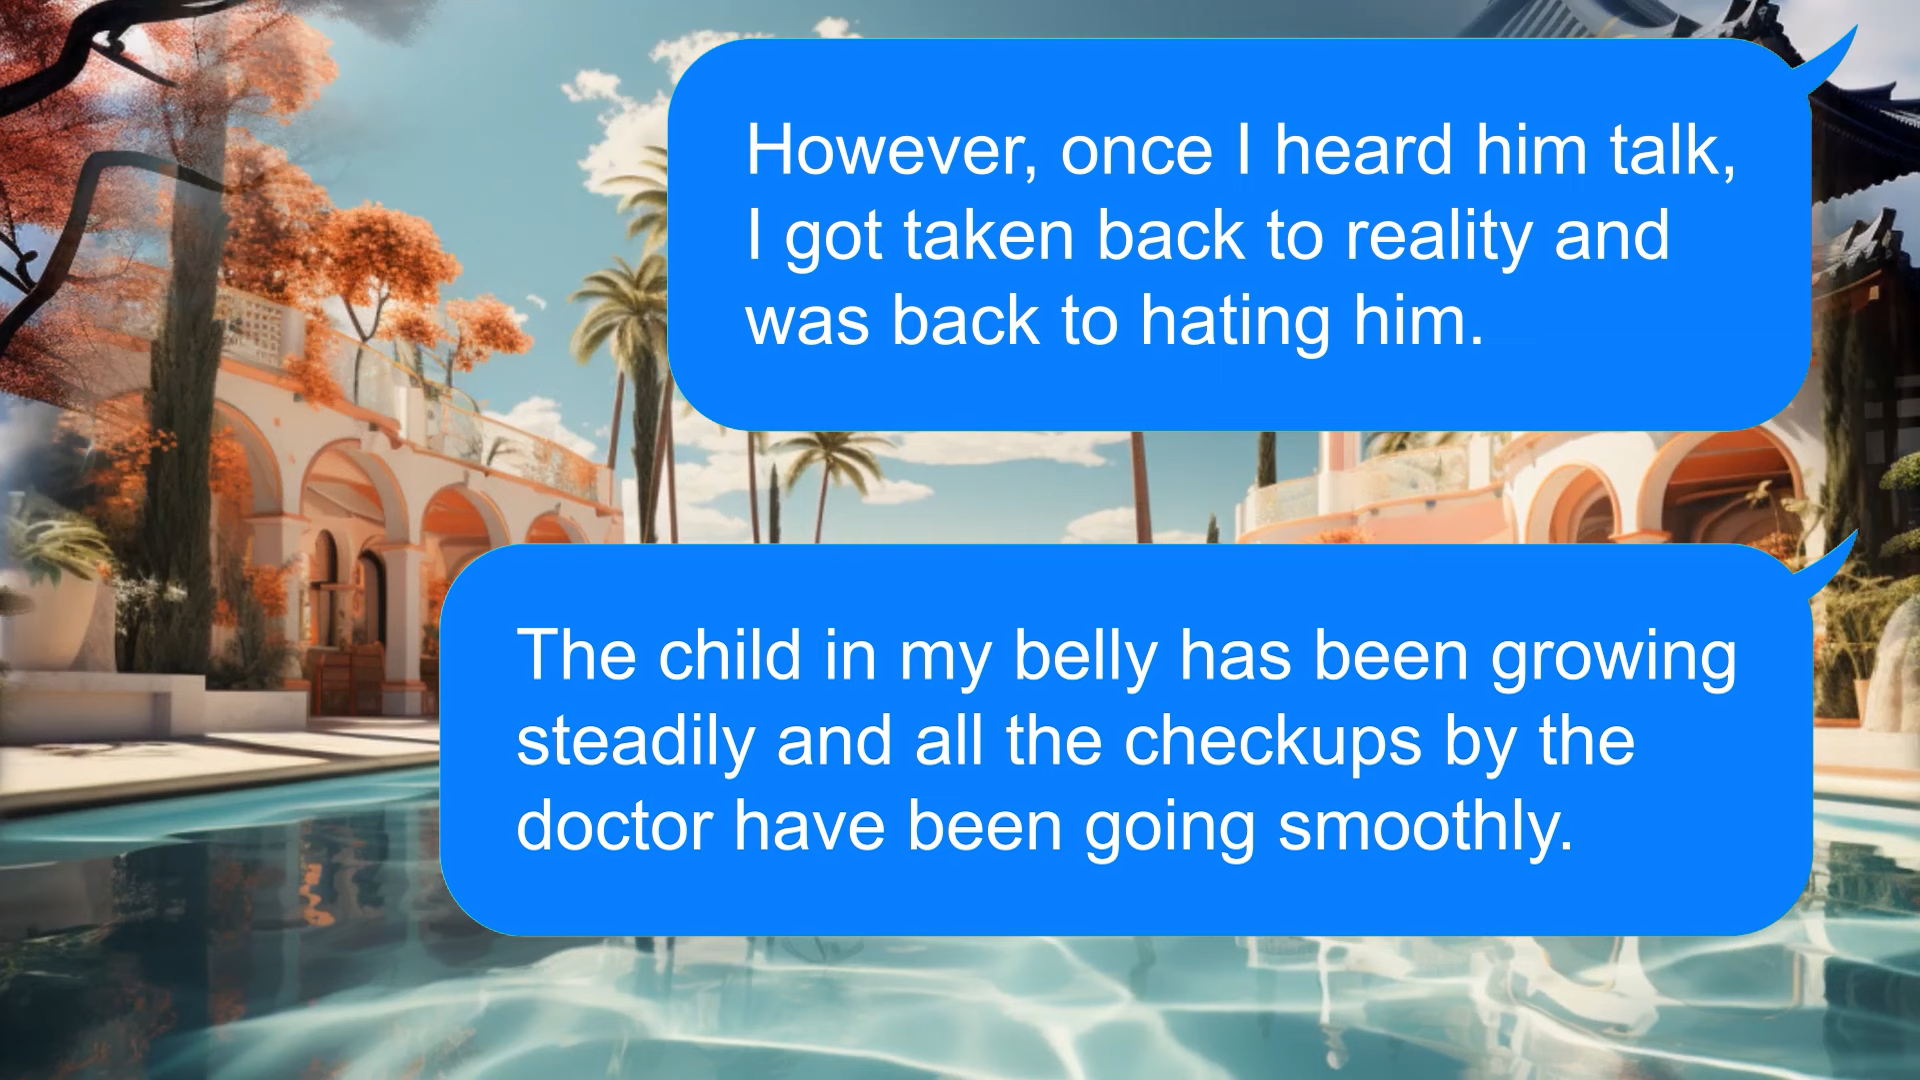 However, once I heard him talk,
I got taken back to reality and
was back to hating him.
The child in my belly has been growing
steadily and all the checkups by the
doctor have been going smoothly.